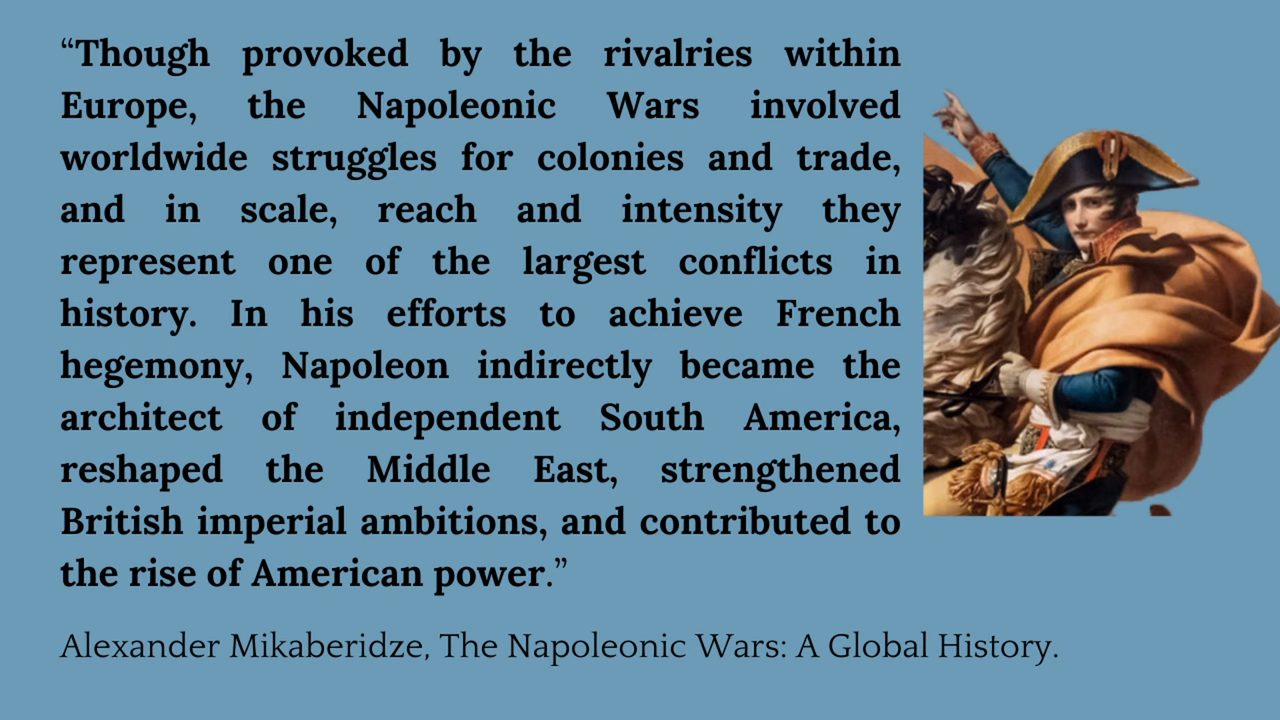 “Though provoked by the rivalries within
Europe, the Napoleonic Wars involved
worldwide struggles for colonies and trade,
and in scale, reach and intensity they
represent one of the largest conflicts in
history. In his efforts to achieve French
hegemony, Napoleon indirectly became the
architect of independent South America,
reshaped the Middle East, strengthened
British imperial ambitions, and contributed to
the rise of American power.”
Alexander Mikaberidze, The Napoleonic Wars: A Global History.